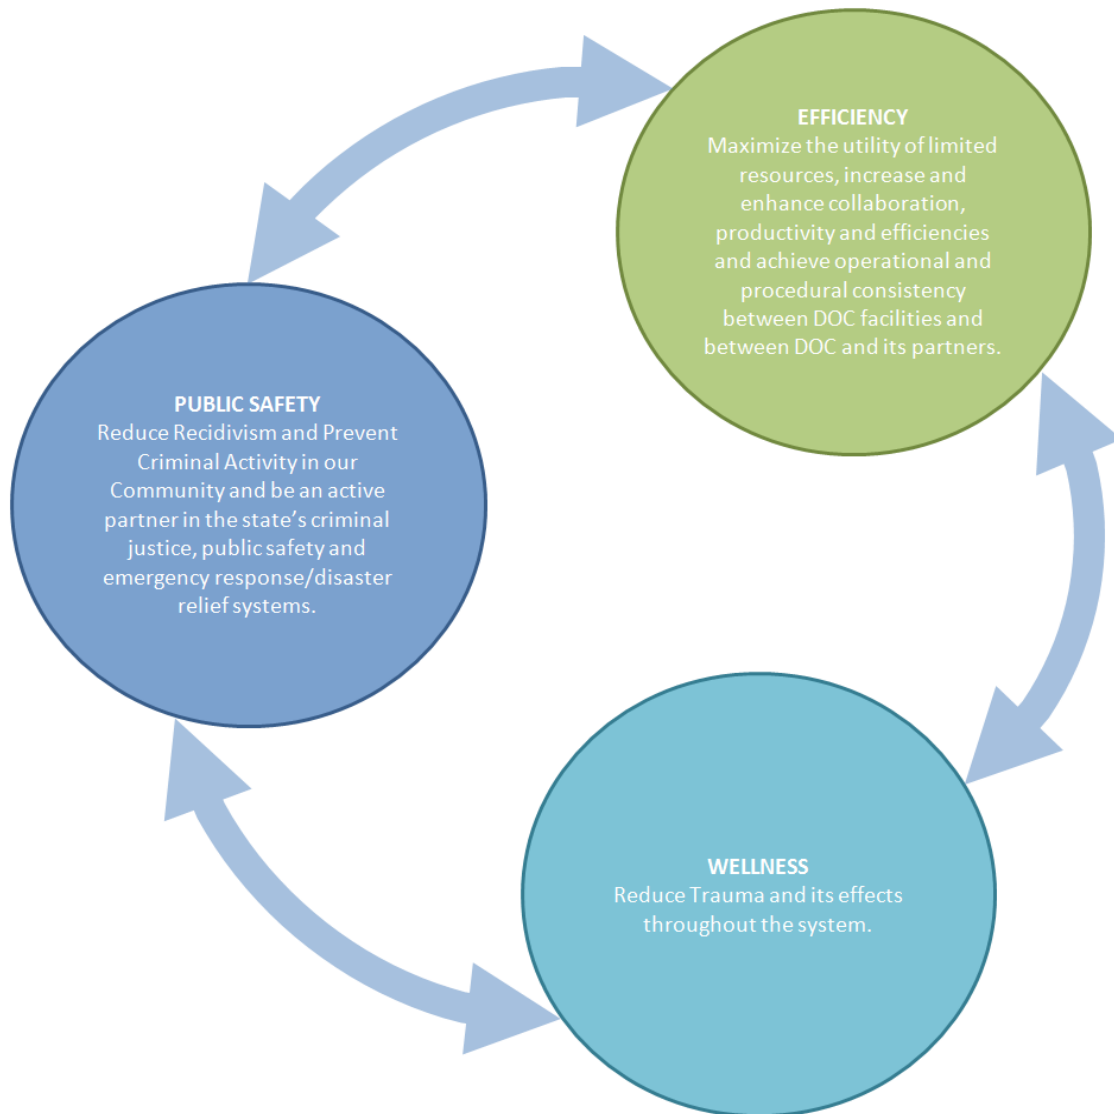 EFFICIENCY
Maximize the utility of limited
resources, increase and
enhance collaboration,
productivity and efficiencies
and achieve operational and
procedural consistency
between DOC facilities and
between DOC and its partners.
PUBLIC SAFETY
Reduce Recidivism and Prevent
Criminal Activity in our
Community and be an active
partner in the state’s criminal
justice, public safety and
emergency response/disaster
relief systems.
WELLNESS
Reduce Trauma and its effects
throughout the system.